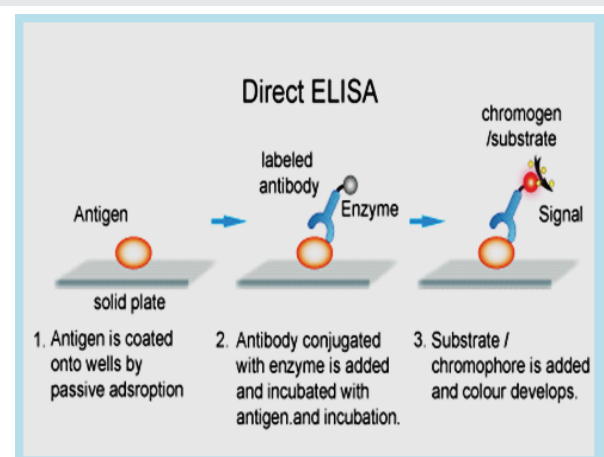 Direct ELISA
Antigen
solid plate
1. Antigen is coated
onto wells by
passive adsroption
labeled
antibody
Enzyme
2. Antibody conjugated
with enzyme is added
and incubated with
antigen.and incubation.
chromogen
/substrate
Signal
3. Substrate /
chromophore is added
and colour develops.